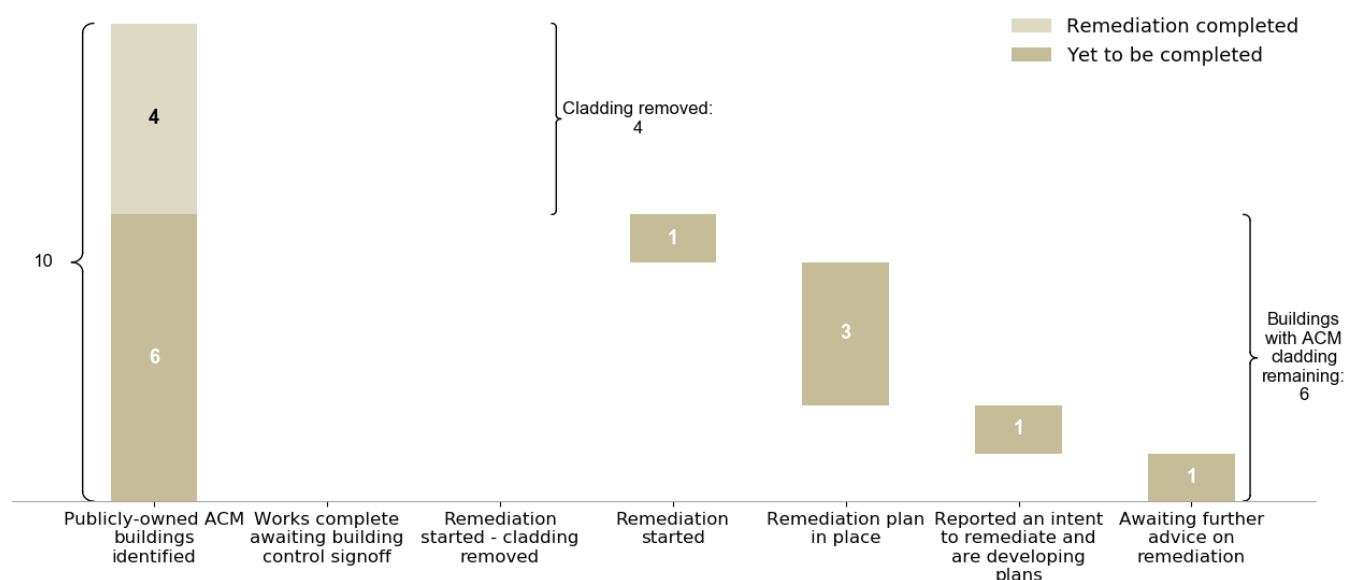 Remediation completed
Yet to be completed
4
Cladding removed:
4
1
10
3
6
Buildings
with ACM
cladding
remaining:
6
1
1
Publicly-owned ACM
buildings
identified
Works complete
awaiting building
control signoff
Remediation
started - cladding
removed
Remediation
started
Remediation plan
in place
Reported an intent
to remediate and
are developing
plans
Awaiting further
advice on
remediation